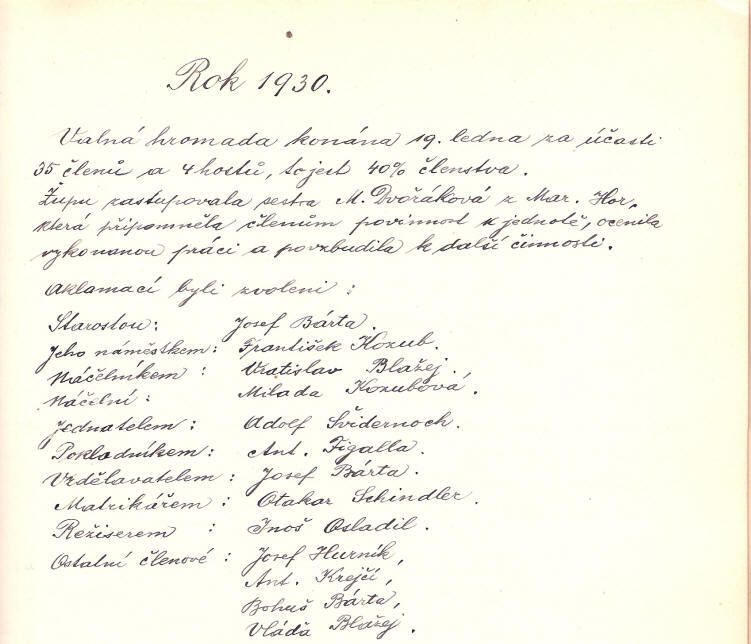 Rok 1930.
Valná hromada konána 19. ledna za účasti
35 členů a 4 hostů, to jest 40% členstva.
Župu zastupovala sestra M. Dvořáková z Mar. Hor,
která připomněla členům povinnost k jednotě, ocenila
vykonanou práci a povzbudila k další činnosti.
Aklamací byli zvoleni :
Starostou: Josef Bárta.
Jeho náměstkem: František Kozub.
Náčelníkem : Vratislav Blažej.
Náčelní : Milada Kozubová.
Jednatelem : Adolf Švidernoch.
Pokladníkem : Ant. Figalla.
Vzdělavatelem : Josef Bárta.
Matrikářem : Otakar Schindler.
Režiserem : Inoš Osladil.
Ostatní členové : Josef Hurník,
Ant. Krejčí,
Bohuš Bárta,
Vláďa Blažej.